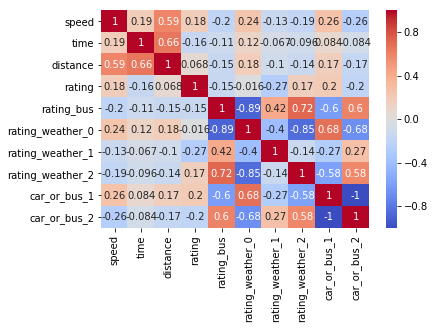 speed 1 0.19 0.59 0.18 -0.2 0.24 -0.13 -0.19 0.26 -0.26
time 0.19 1 0.66 -0.16 -0.11 0.12 -0.067 -0.096 0.084 -0.084
distance 0.59 0.66 1 0.068 -0.15 0.18 -0.1 -0.14 0.17 -0.17
rating 0.18 -0.16 0.068 1 -0.15 -0.016 -0.27 0.17 0.2 -0.2
rating_bus -0.2 -0.11 -0.15 -0.15 1 -0.89 0.42 0.72 -0.6 0.6
rating_weather_0 0.24 0.12 0.18 -0.016 -0.89 1 -0.4 -0.85 0.68 -0.68
rating_weather_1 -0.13 -0.067 -0.1 -0.27 0.42 -0.4 1 -0.14 -0.27 0.27
rating_weather_2 -0.19 -0.096 -0.14 0.17 0.72 -0.85 -0.14 1 -0.58 0.58
car_or_bus_1 0.26 0.084 0.17 0.2 -0.6 0.68 -0.27 -0.58 1 -1
car_or_bus_2 -0.26 -0.084 -0.17 -0.2 0.6 -0.68 0.27 0.58 -1 1
speed
time
distance
rating
rating_bus
rating_weather_0
rating_weather_1
rating_weather_2
car_or_bus_1
car_or_bus_2
0.8
0.4
0.0
-0.4
-0.8